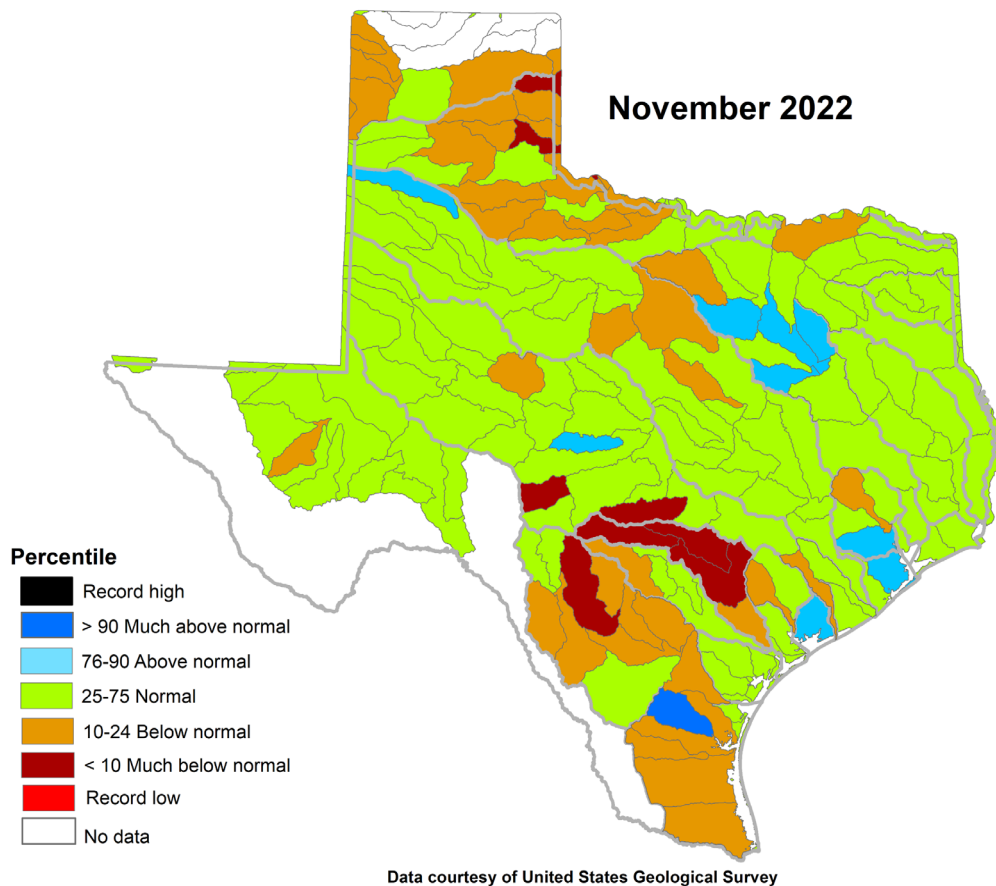 November 2022
Percentile
Record high
> 90 Much above normal
76-90 Above normal
25-75 Normal
10-24 Below normal
< 10 Much below normal
Record low
No data
Data courtesy of United States Geological Survey